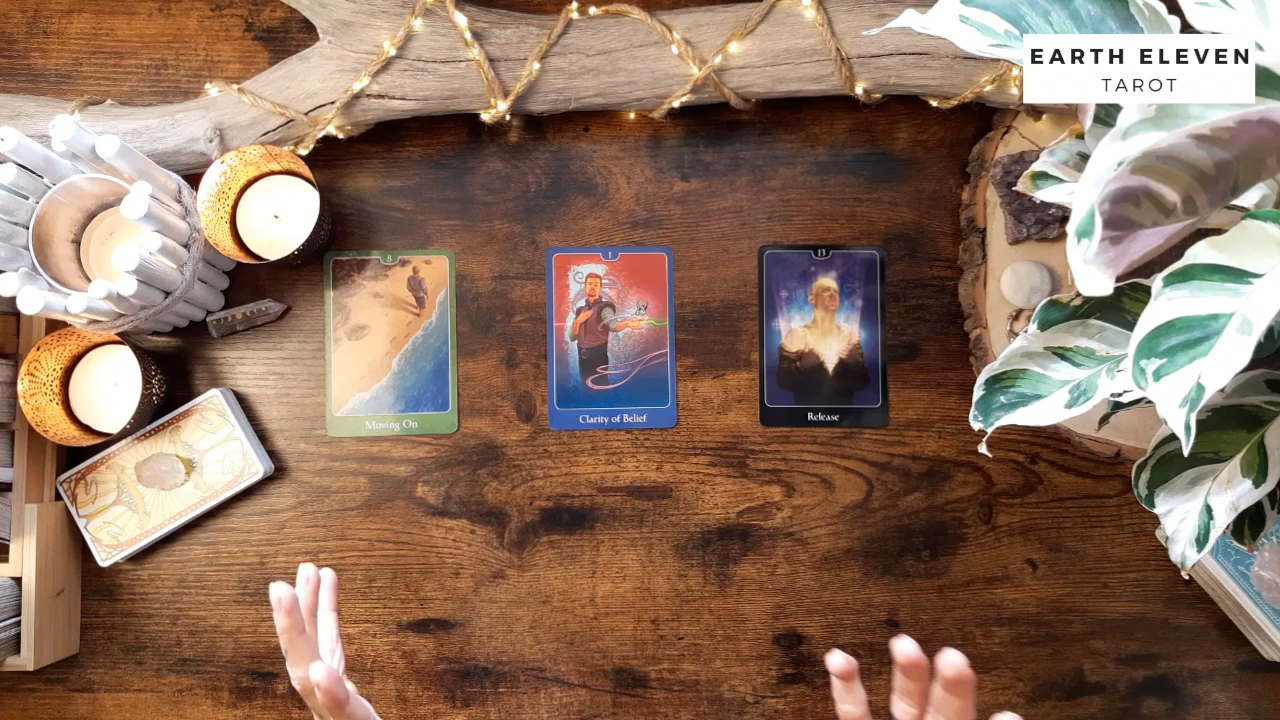 EARTH ELEVEN
TAROT
8
Moving On
1
Clarity of Belief
13
Release